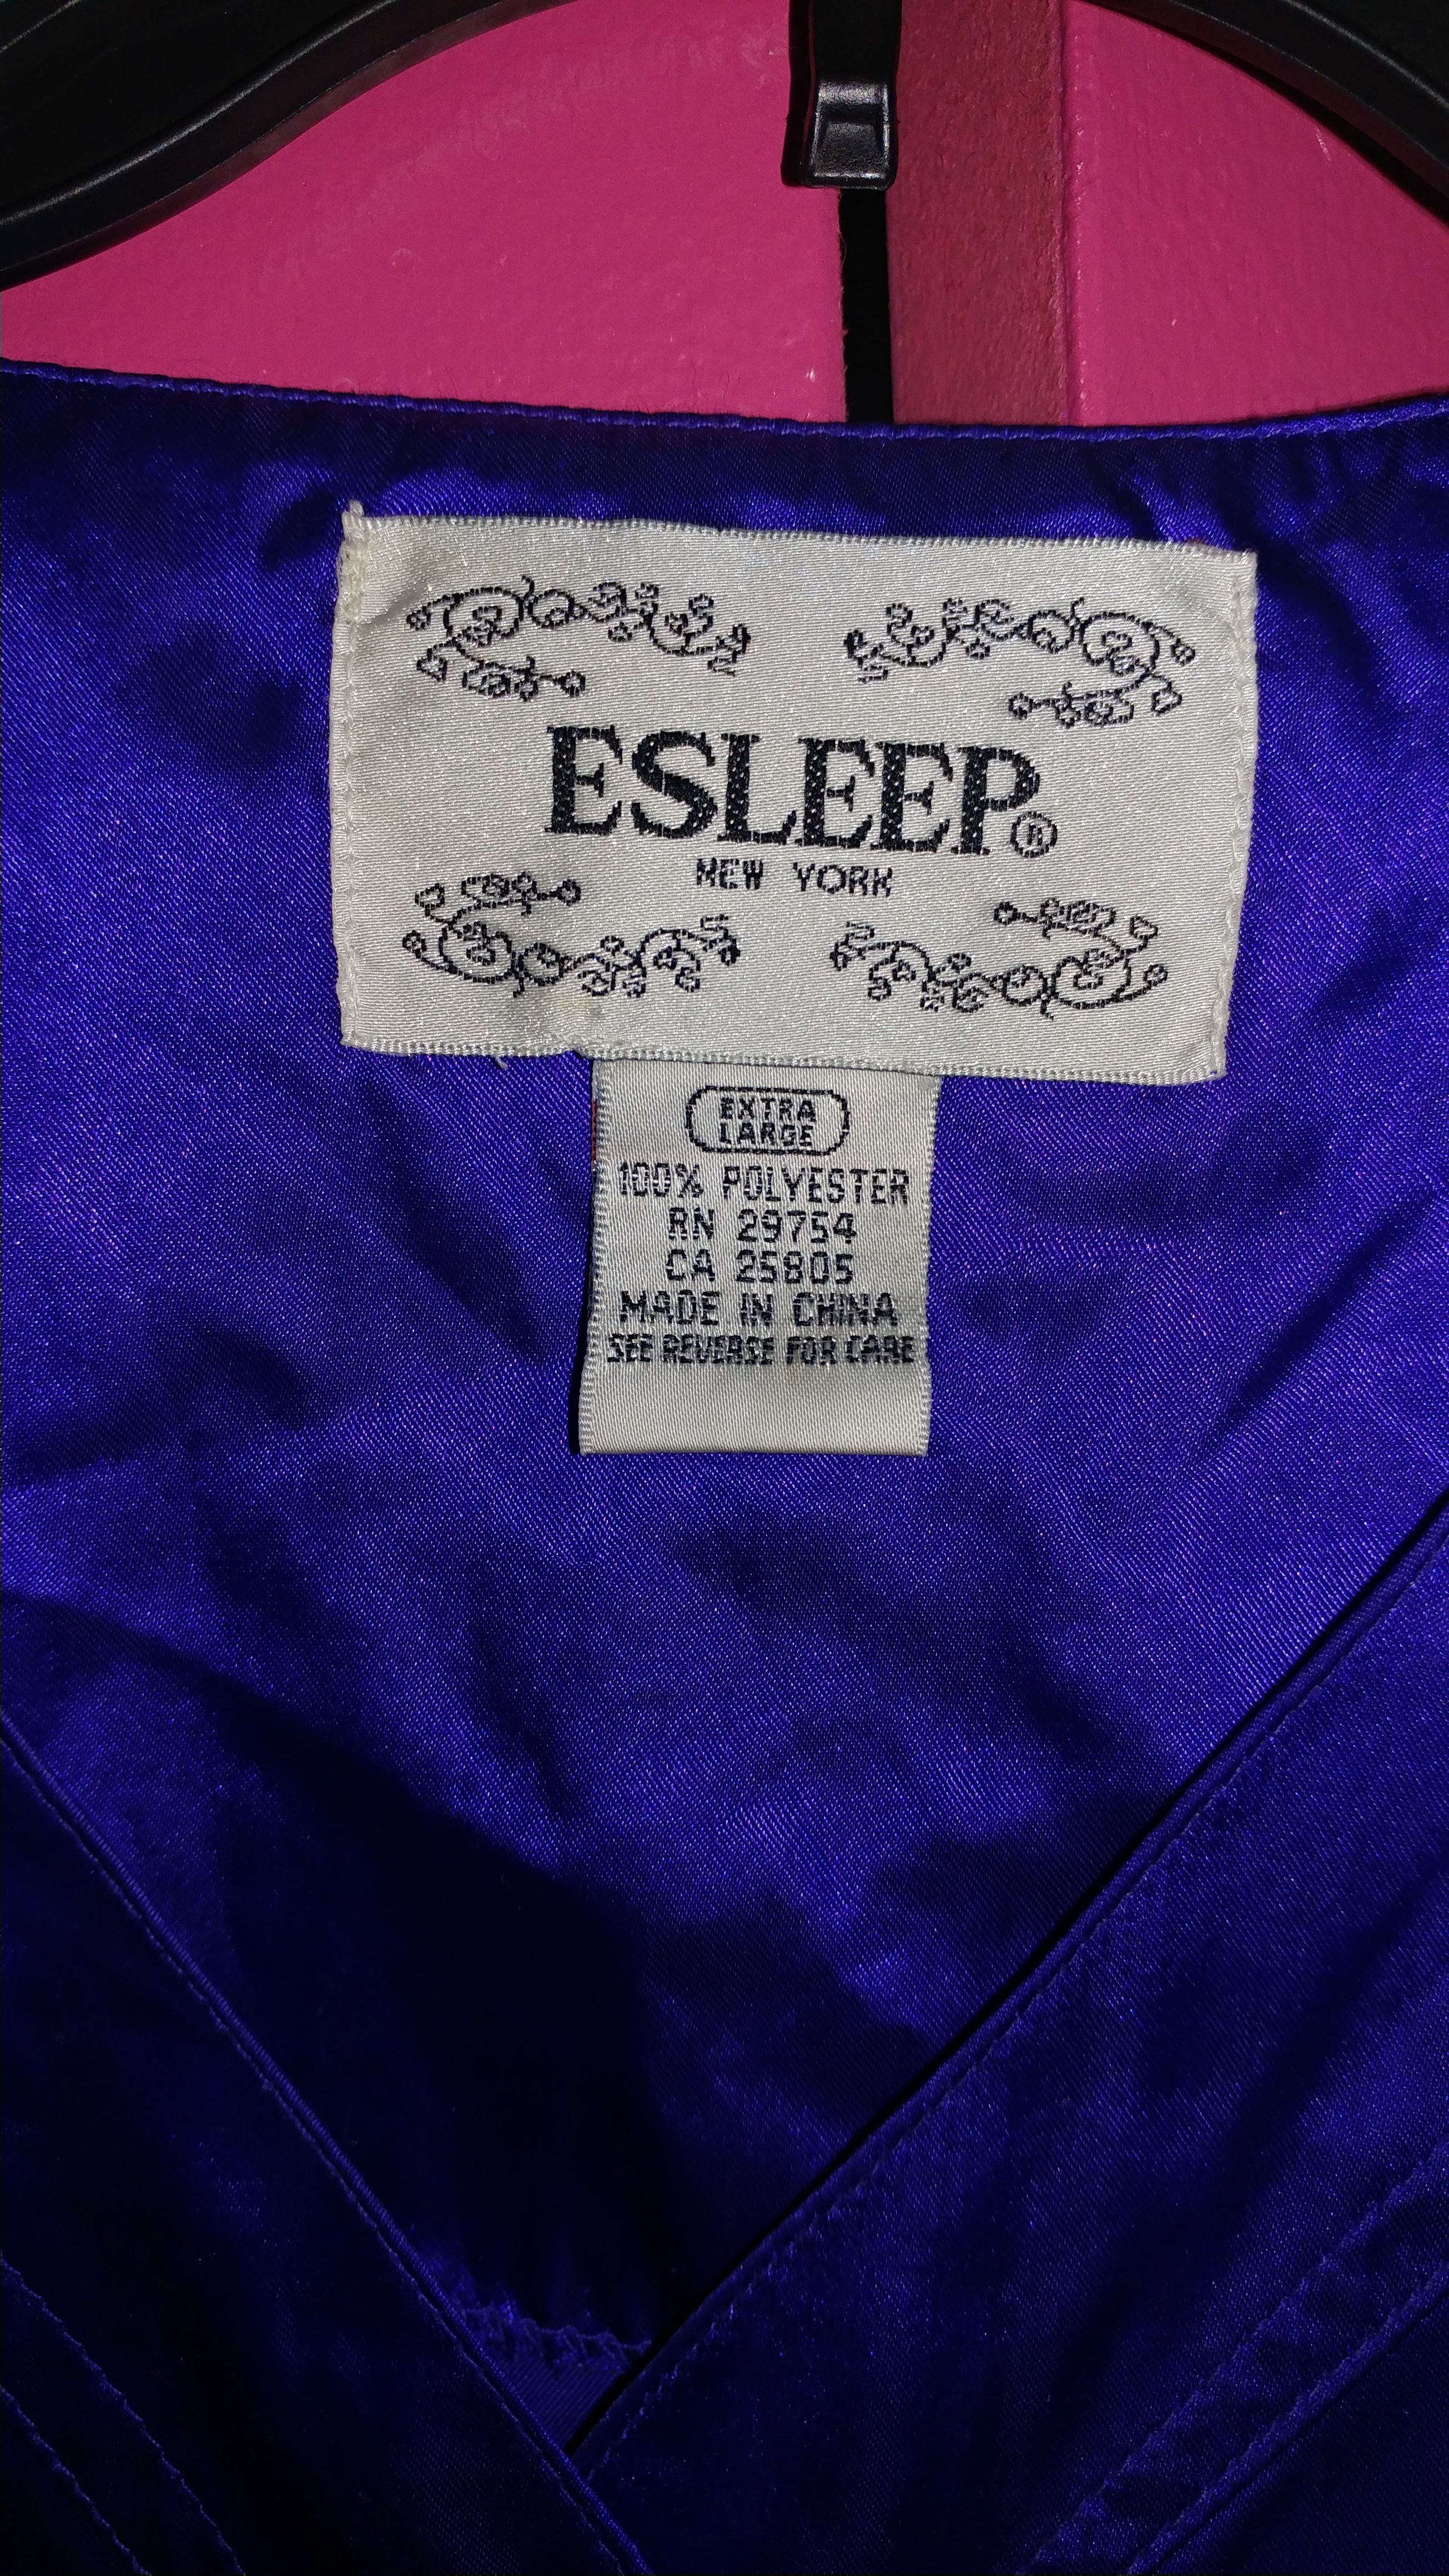 ESLEEP®
NEW YORK
EXTRA
LARGE
100% POLYESTER
RN 29754
CA 25805
MADE IN CHINA
SEE REVERSE FOR CARE